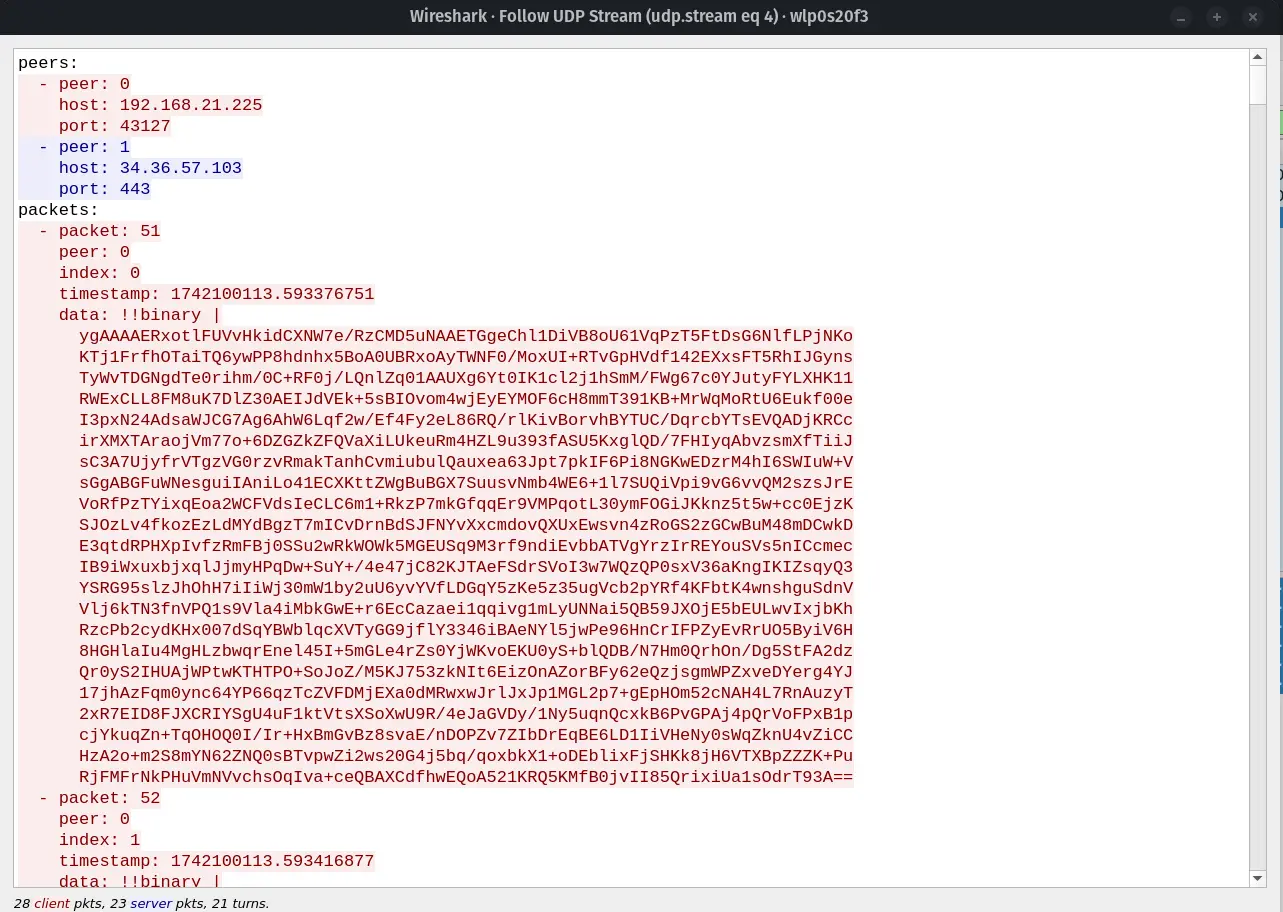 Wireshark · Follow UDP Stream (udp.stream eq 4) · wlp0s20f3
peers:
- peer: 0
host: 192.168.21.225
port: 43127
- peer: 1
host: 34.36.57.103
port: 443
packets:
- packet: 51
peer: 0
index: 0
timestamp: 1742100113.593376751
data: !!binary |
ygAAAAERxotlFUVvHkidCXNW7e/RzCMD5uNAAETGgeChl1DiVB8oU61VqPzT5FtDsG6NlfLPjNKo
KTj1FrfhOTaiTQ6ywPP8hdnhx5BoA0UBRxoAyTWNF0/MoxUI+RTvGpHVdf142EXxsFT5RhIJGyns
TyWvTDGNgdTe0rihm/0C+RF0j/LQnlZq01AAUXg6Yt0IK1cl2j1hSmM/FWg67c0YJutyFYLXHK11
RWExCLL8FM8uK7DlZ30AEIJdVEk+5sBIOvom4wjEyEYMOF6cH8mmT391KB+MrWqMoRtU6Eukf00e
I3pxN24AdsaWJCG7Ag6AhW6Lqf2w/Ef4Fy2eL86RQ/rlKivBorvhBYTUC/DqrcbYTsEVQADjKRCc
irXMXTAraojVm77o+6DZGZkZFQVaXiLUkeuRm4HZL9u393fASU5KxglQD/7FHIyqAbvzsmXfTiiJ
sC3A7UjyfrVTgzVG0rzvRmakTanhCvmiubulQauxea63Jpt7pkIF6Pi8NGKwEDzrM4hI6SWIuW+V
sGgABGFuWNesguiIAniLo41ECXKttZWgBuBGX7SuusvNmb4WE6+1l7SUQiVpi9vG6vvQM2szsJrE
VoRfPzTYixqEoa2WCFVdsIeCLC6m1+RkzP7mkGfqqEr9VMPqotL30ymFOGiJKknz5t5w+cc0EjzK
SJOzLv4fkozEzLdMYdBgzT7mICvDrnBdSJFNYvXxcmdovQXUxEwsvn4zRoGS2zGCwBuM48mDCwkD
E3qtdRPHXpIvfzRmFBj0SSu2wRkWOWk5MGEUSq9M3rf9ndiEvbbATVgYrzIrREYouSVs5nICcmec
IB9iWxuxbjxqlJjmyHPqDw+SuY+/4e47jC82KJTAeFSdrSVoI3w7WQzQP0sxV36aKngIKIZsqyQ3
YSRG95slzJhOhH7iIiWj30mW1by2uU6yvYVfLDGqY5zKe5z35ugVcb2pYRf4KFbtK4wnshguSdnV
Vlj6kTN3fnVPQ1s9Vla4iMbkGwE+r6EcCazaei1qqivg1mLyUNNai5QB59JXOjE5bEULwvIxjbKh
RzcPb2cydKHx007dSqYBWblqcXVTyGG9jflY3346iBAeNYl5jwPe96HnCrIFPZyEvRrUO5ByiV6H
8HGHlaIu4MgHLzbwqrEnel45I+5mGLe4rZs0YjWKvoEKU0yS+blQDB/N7Hm0QrhOn/Dg5StFA2dz
Qr0yS2IHUAjWPtwKTHTPO+SoJoZ/M5KJ753zkNIt6EizOnAZorBFy62eQzjsgmWPZxveDYerg4YJ
17jhAzFqm0ync64YP66qzTcZVFDMjEXa0dMRwxwJrlJxJp1MGL2p7+gEpHOm52cNAH4L7RnAuzyT
2xR7EID8FJXCRIYSgU4uF1ktVtsXSoXwU9R/4eJaGVDy/1Ny5uqnQcxkB6PvGPAj4pQrVoFPxB1p
cjYkuqZn+TqOHOQ0I/Ir+HxBmGvBz8svaE/nDOPZv7ZIbDrEqBE6LD1IiVHeNy0sWqZknU4vZiCC
HzA2o+m2S8mYN62ZNQ0sBTvpwZi2ws20G4j5bq/qoxbkX1+oDEblixFjSHKk8jH6VTXBpZZZK+Pu
RjFMFrNkPHuVmNVvchsOqIva+ceQBAXCdfhwEQoA521KRQ5KMfB0jvII85QrixiUa1sOdrT93A==
- packet: 52
peer: 0
index: 1
timestamp: 1742100113.593416877
data: !!binary |
28 client pkts, 23 server pkts, 21 turns.